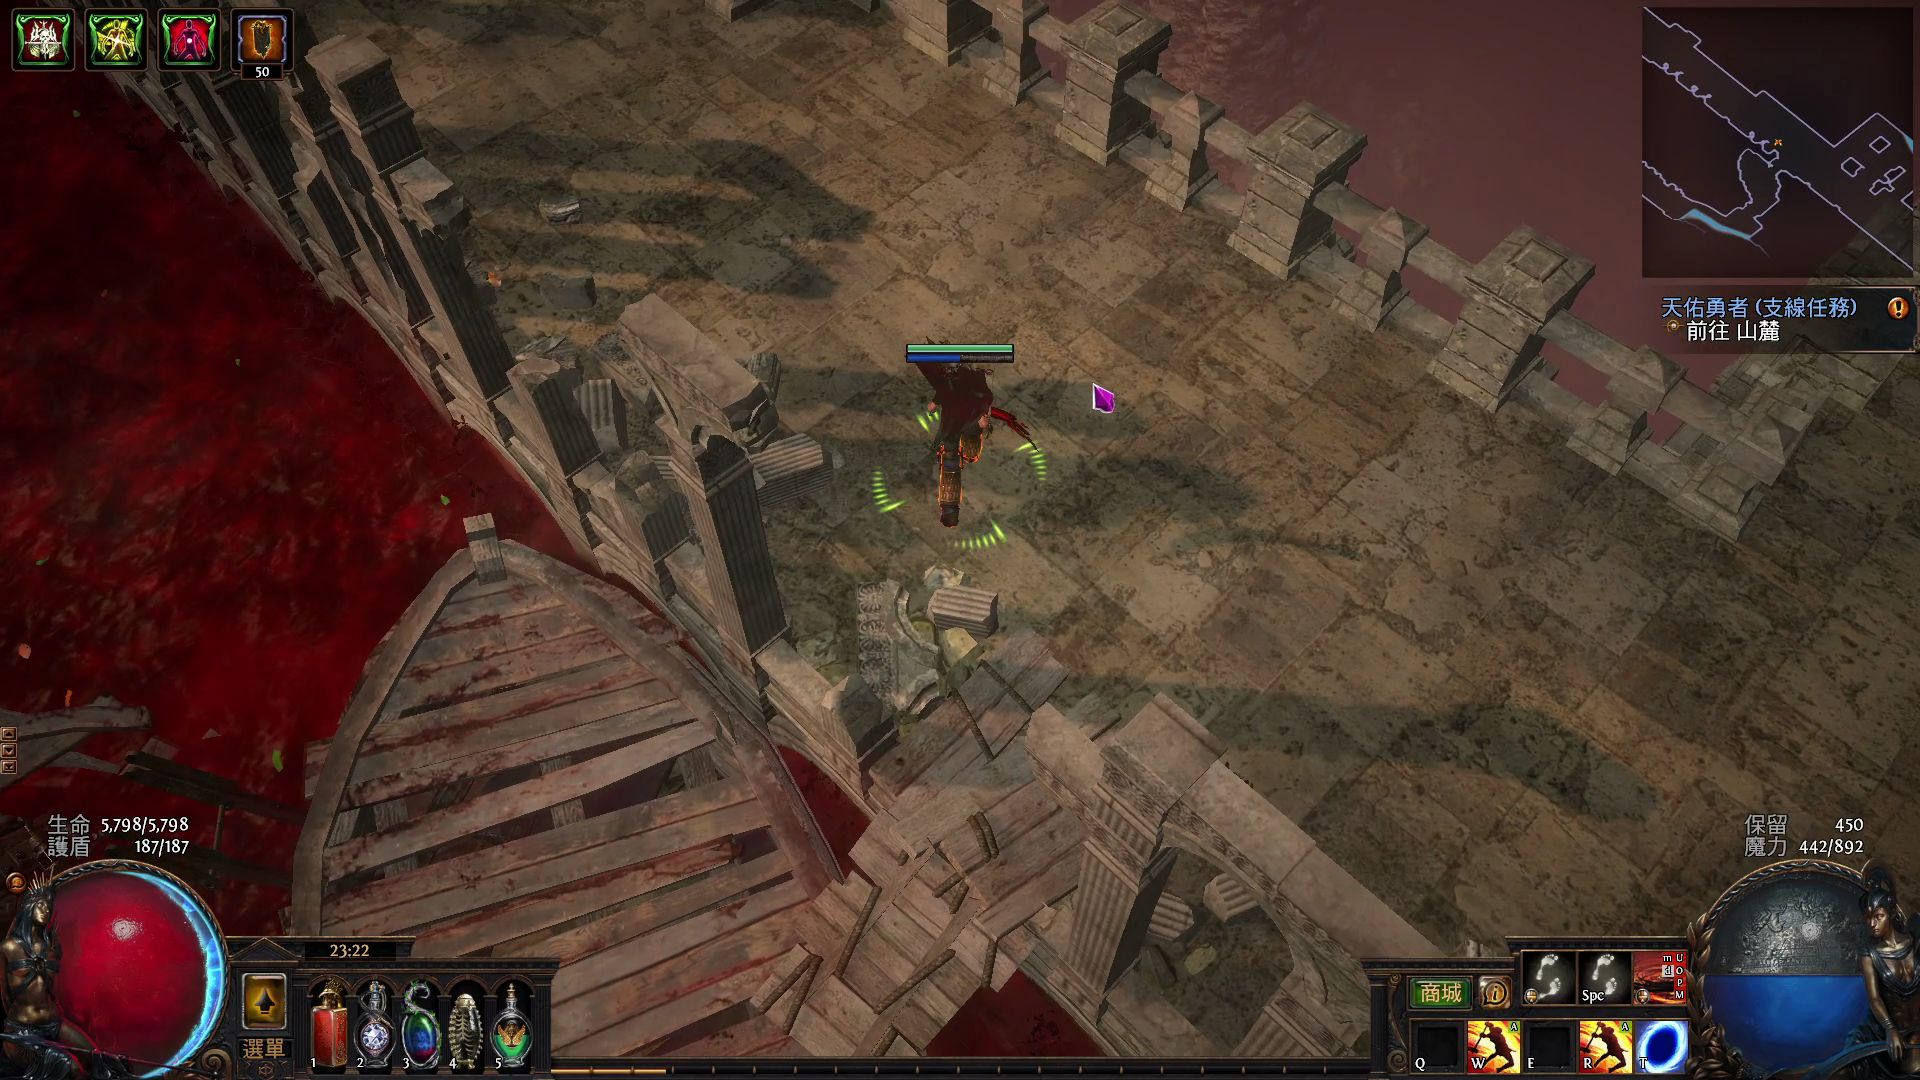 50
天佑勇者 (支線任務)
前往 山麓
生命 5,798/5,798
護盾 187/187
保留 450
魔力 442/892
23:22
選單
1
2
3
4
5
商城
Spc
m U
d O
P
M
Q
W A
E
R A
T